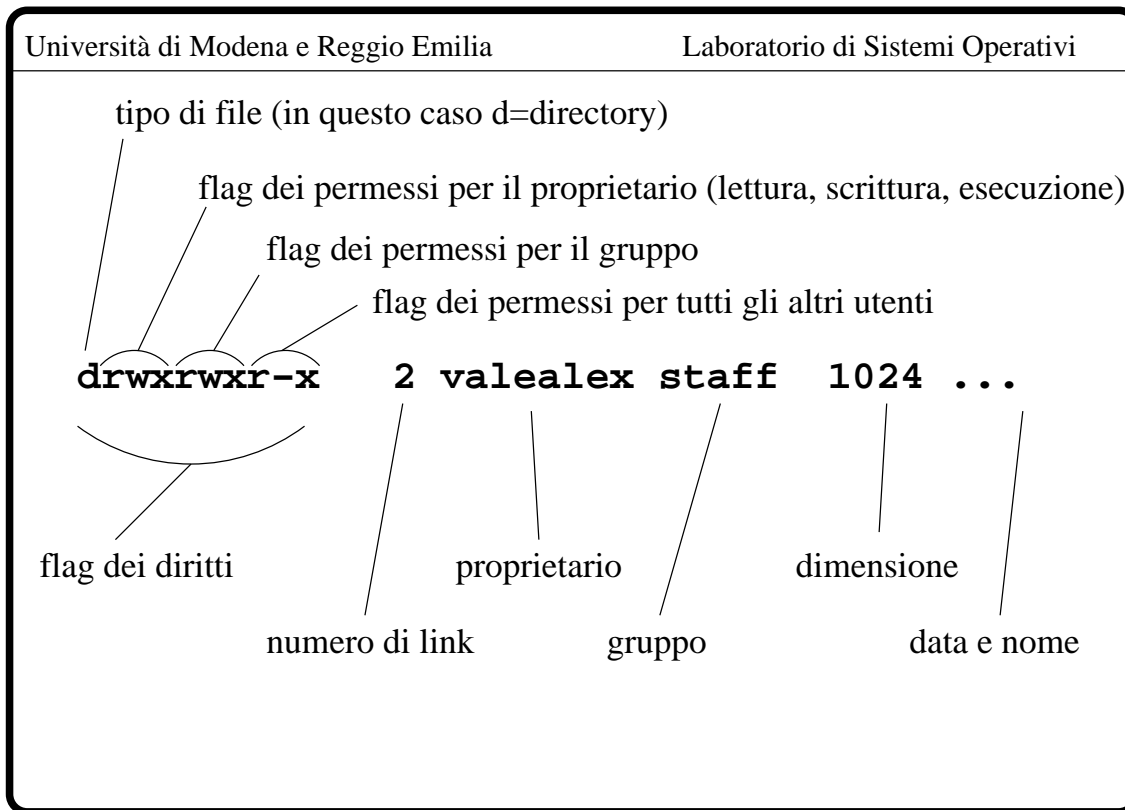 Università di Modena e Reggio Emilia Laboratorio di Sistemi Operativi
tipo di file (in questo caso d=directory)
flag dei permessi per il proprietario (lettura, scrittura, esecuzione)
flag dei permessi per il gruppo
flag dei permessi per tutti gli altri utenti
drwxrwxr-x 2 valealex staff 1024 ...
flag dei diritti proprietario dimensione
numero di link gruppo data e nome